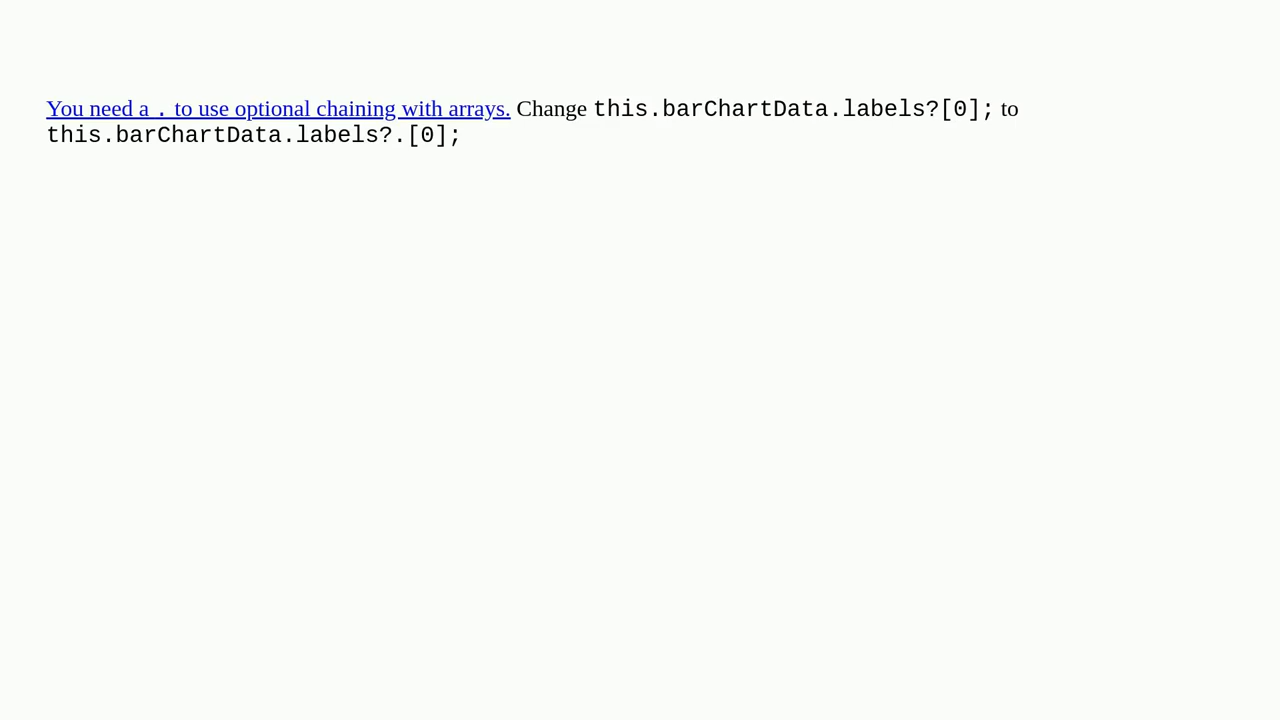 You need a . to use optional chaining with arrays. Change this.barChartData.labels?[0]; to
this.barChartData.labels?.[0];